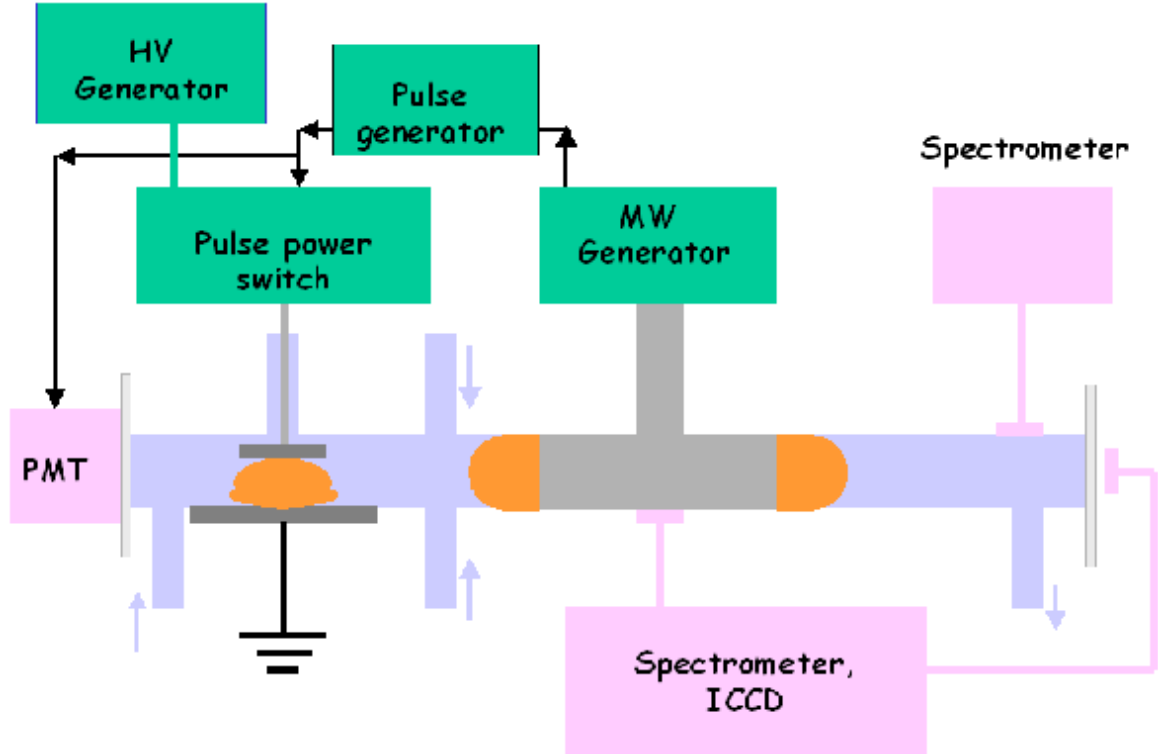 HV
Generator
Pulse
generator
Spectrometer
Pulse power
switch
MW
Generator
PMT
Spectrometer,
ICCD